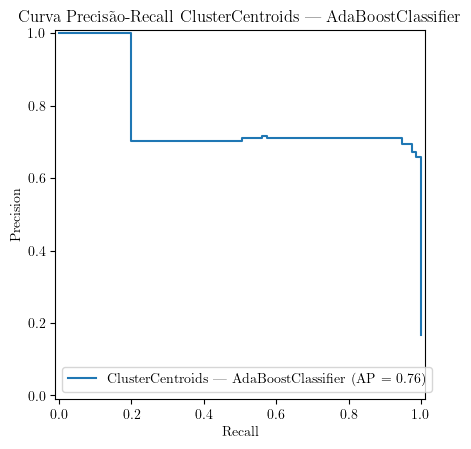 Curva Precisão-Recall ClusterCentroids — AdaBoostClassifier
1.0
0.8
0.6
0.4
0.2
0.0
Precision
ClusterCentroids — AdaBoostClassifier (AP = 0.76)
0.0 0.2 0.4 0.6 0.8 1.0
Recall